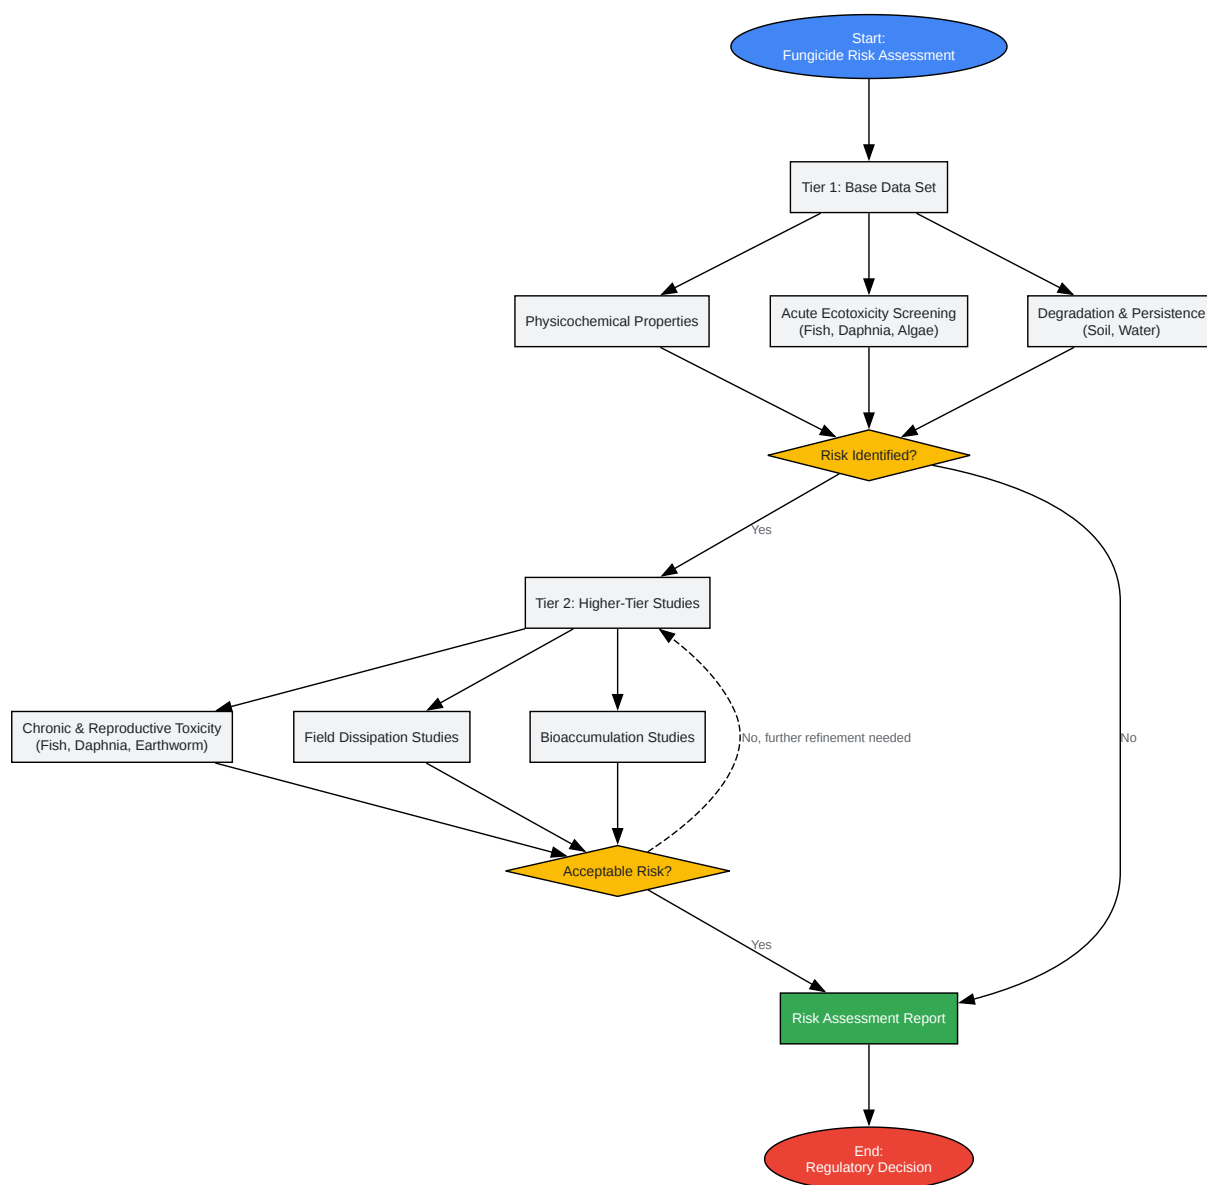 Start:
Fungicide Risk Assessment
Tier 1: Base Data Set
Physicochemical Properties
Acute Ecotoxicity Screening
(Fish, Daphnia, Algae)
Degradation & Persistence
(Soil, Water)
Risk Identified?
Yes
Tier 2: Higher-Tier Studies
Chronic & Reproductive Toxicity
(Fish, Daphnia, Earthworm)
Field Dissipation Studies
Bioaccumulation Studies
No, further refinement needed
No
Acceptable Risk?
Yes
Risk Assessment Report
End:
Regulatory Decision